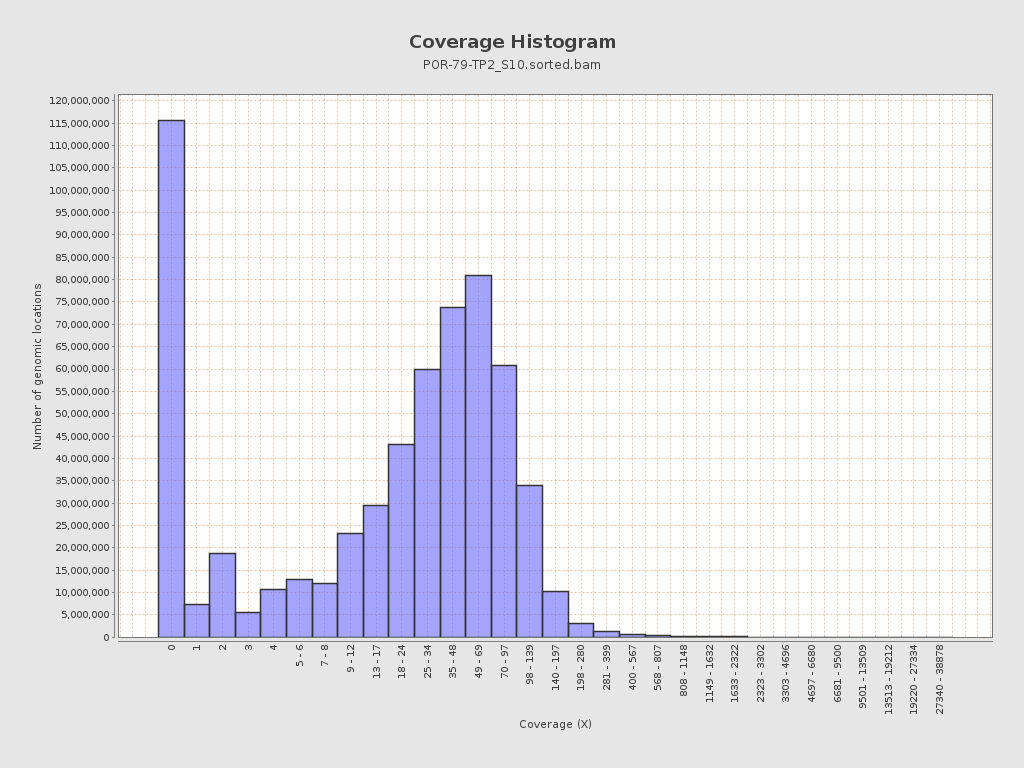 Coverage Histogram
POR-79-TP2_S10.sorted.bam
Number of genomic locations
120,000,000
115,000,000
110,000,000
105,000,000
100,000,000
95,000,000
90,000,000
85,000,000
80,000,000
75,000,000
70,000,000
65,000,000
60,000,000
55,000,000
50,000,000
45,000,000
40,000,000
35,000,000
30,000,000
25,000,000
20,000,000
15,000,000
10,000,000
5,000,000
0
0
1
2
3
4
5 - 6
7 - 8
9 - 12
13 - 17
18 - 24
25 - 34
35 - 48
49 - 69
70 - 97
98 - 139
140 - 197
198 - 280
281 - 399
400 - 567
568 - 807
808 - 1148
1149 - 1632
1633 - 2322
2323 - 3302
3303 - 4696
4697 - 6680
6681 - 9500
9501 - 13509
13513 - 19212
19220 - 27334
27340 - 38878
Coverage (X)